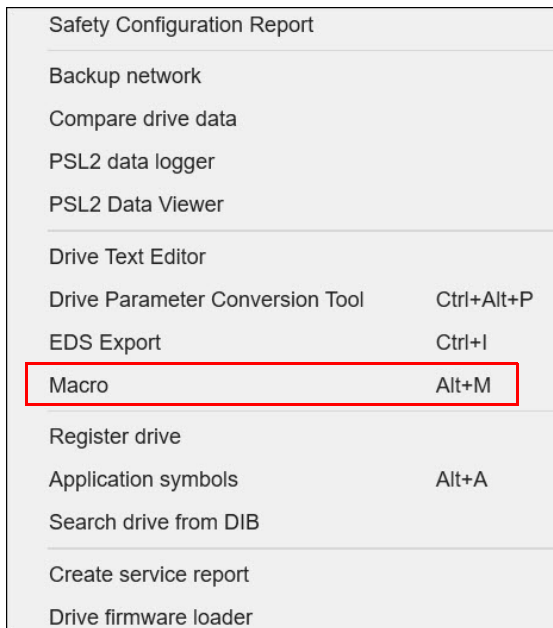 Safety Configuration Report
Backup network
Compare drive data
PSL2 data logger
PSL2 Data Viewer
Drive Text Editor
Drive Parameter Conversion Tool Ctrl+Alt+P
EDS Export Ctrl+I
Macro Alt+M
Register drive
Application symbols Alt+A
Search drive from DIB
Create service report
Drive firmware loader